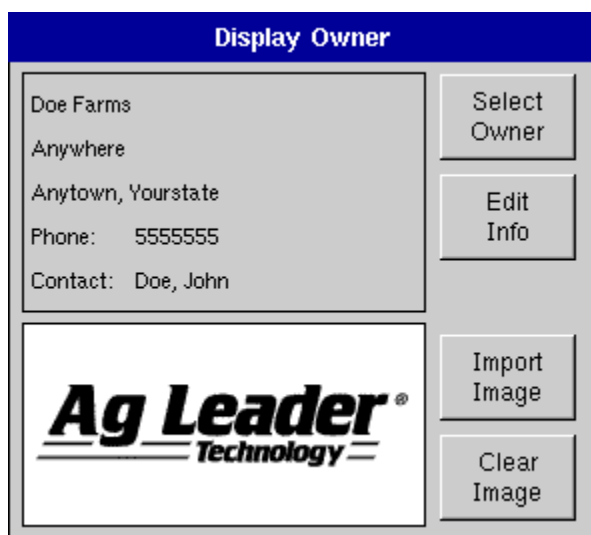 Display Owner
Doe Farms
Anywhere
Anytown, Yourstate
Phone: 5555555
Contact: Doe, John
Select
Owner
Edit
Info
Ag Leader®
Technology
Import
Image
Clear
Image